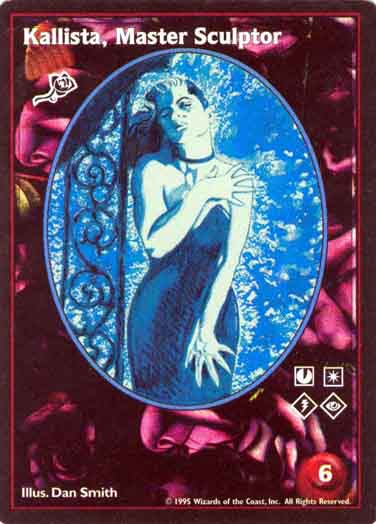 Kallista, Master Sculptor
6
Illus. Dan Smith
© 1995 Wizards of the Coast, Inc. All Rights Reserved.